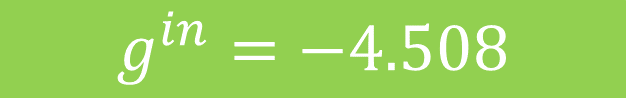 g^{in} = −4.508